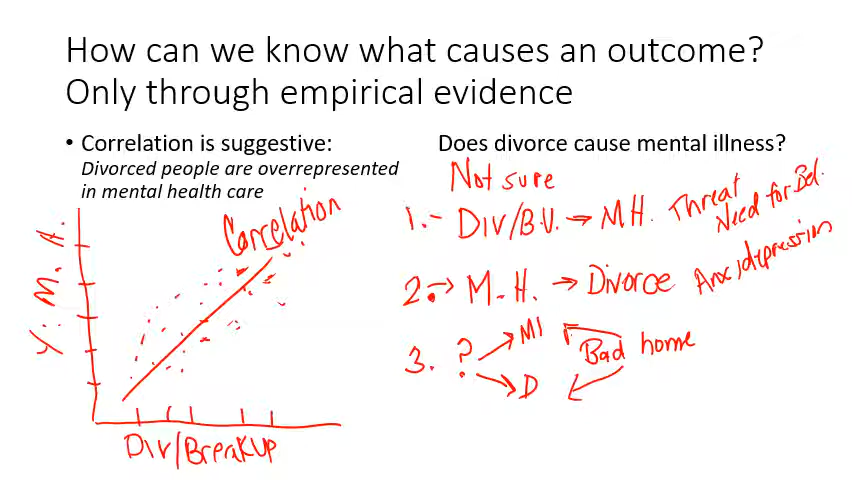 How can we know what causes an outcome?
Only through empirical evidence
• Correlation is suggestive:
Divorced people are overrepresented
in mental health care
Correlation
Y. M. H.
Div/BreakUp
Does divorce cause mental illness?
Not sure
1.- Div/B.U. → M.H. Threat
Need for Bel.
2. → M.H. → Divorce Anx/depression
3. ? → MI
→ D
Bad home